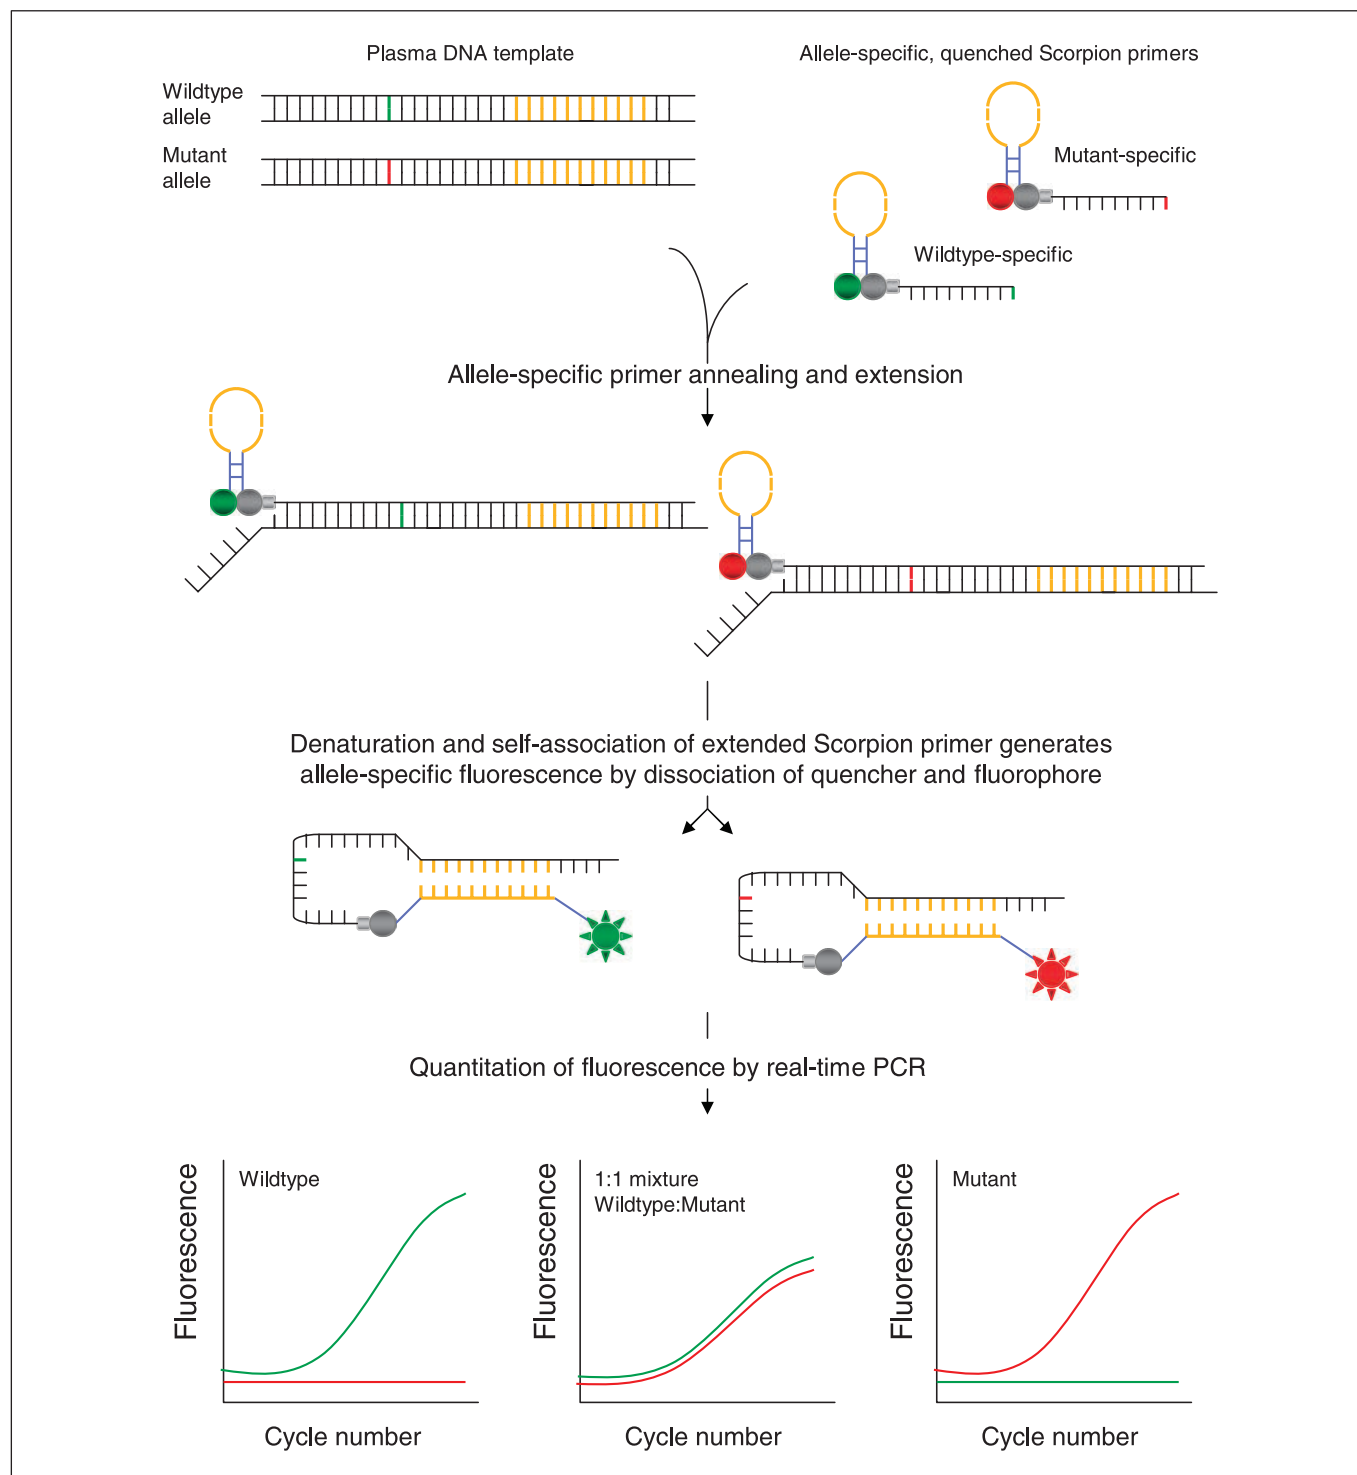 Plasma DNA template
Allele-specific, quenched Scorpion primers
Wildtype
allele
Mutant
allele
Mutant-specific
Wildtype-specific
Allele-specific primer annealing and extension
Denaturation and self-association of extended Scorpion primer generates
allele-specific fluorescence by dissociation of quencher and fluorophore
Quantitation of fluorescence by real-time PCR
Fluorescence
Wildtype
Cycle number
Fluorescence
1:1 mixture
Wildtype:Mutant
Cycle number
Fluorescence
Mutant
Cycle number